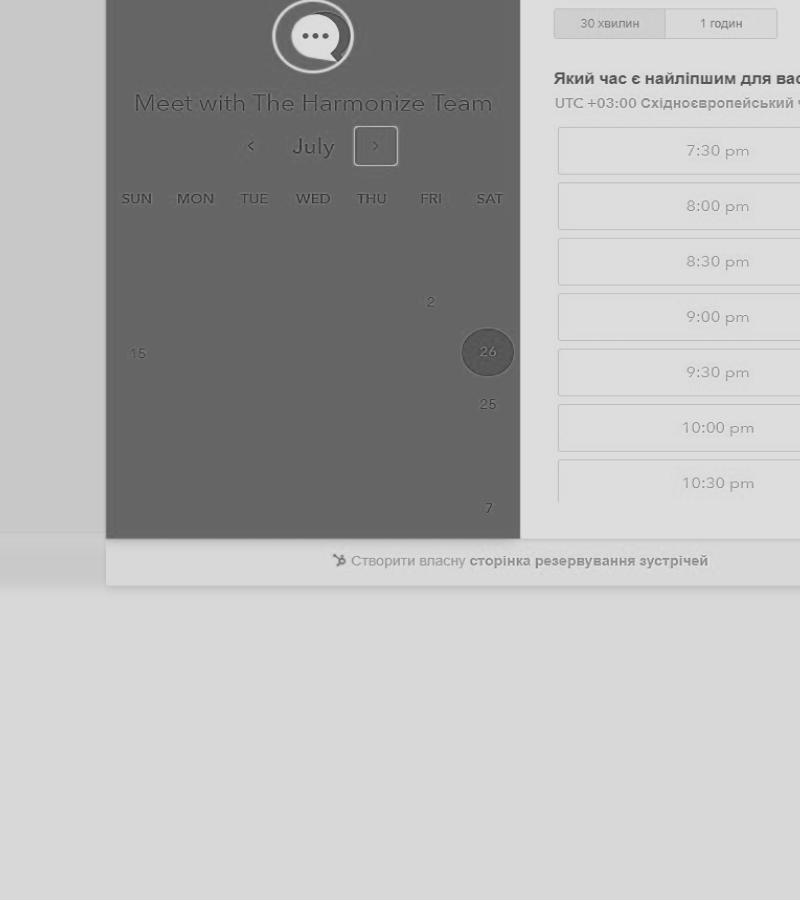 Meet with The Harmonize Team
July
SUN MON TUE WED THU FRI SAT
2
15 26
25
7
30 хвилин 1 годин
Який час є найліпшим для
UTC +03:00 Східноєвропейський
7:30 pm
8:00 pm
8:30 pm
9:00 pm
9:30 pm
10:00 pm
10:30 pm
Створити власну сторінка резервування зустрічей